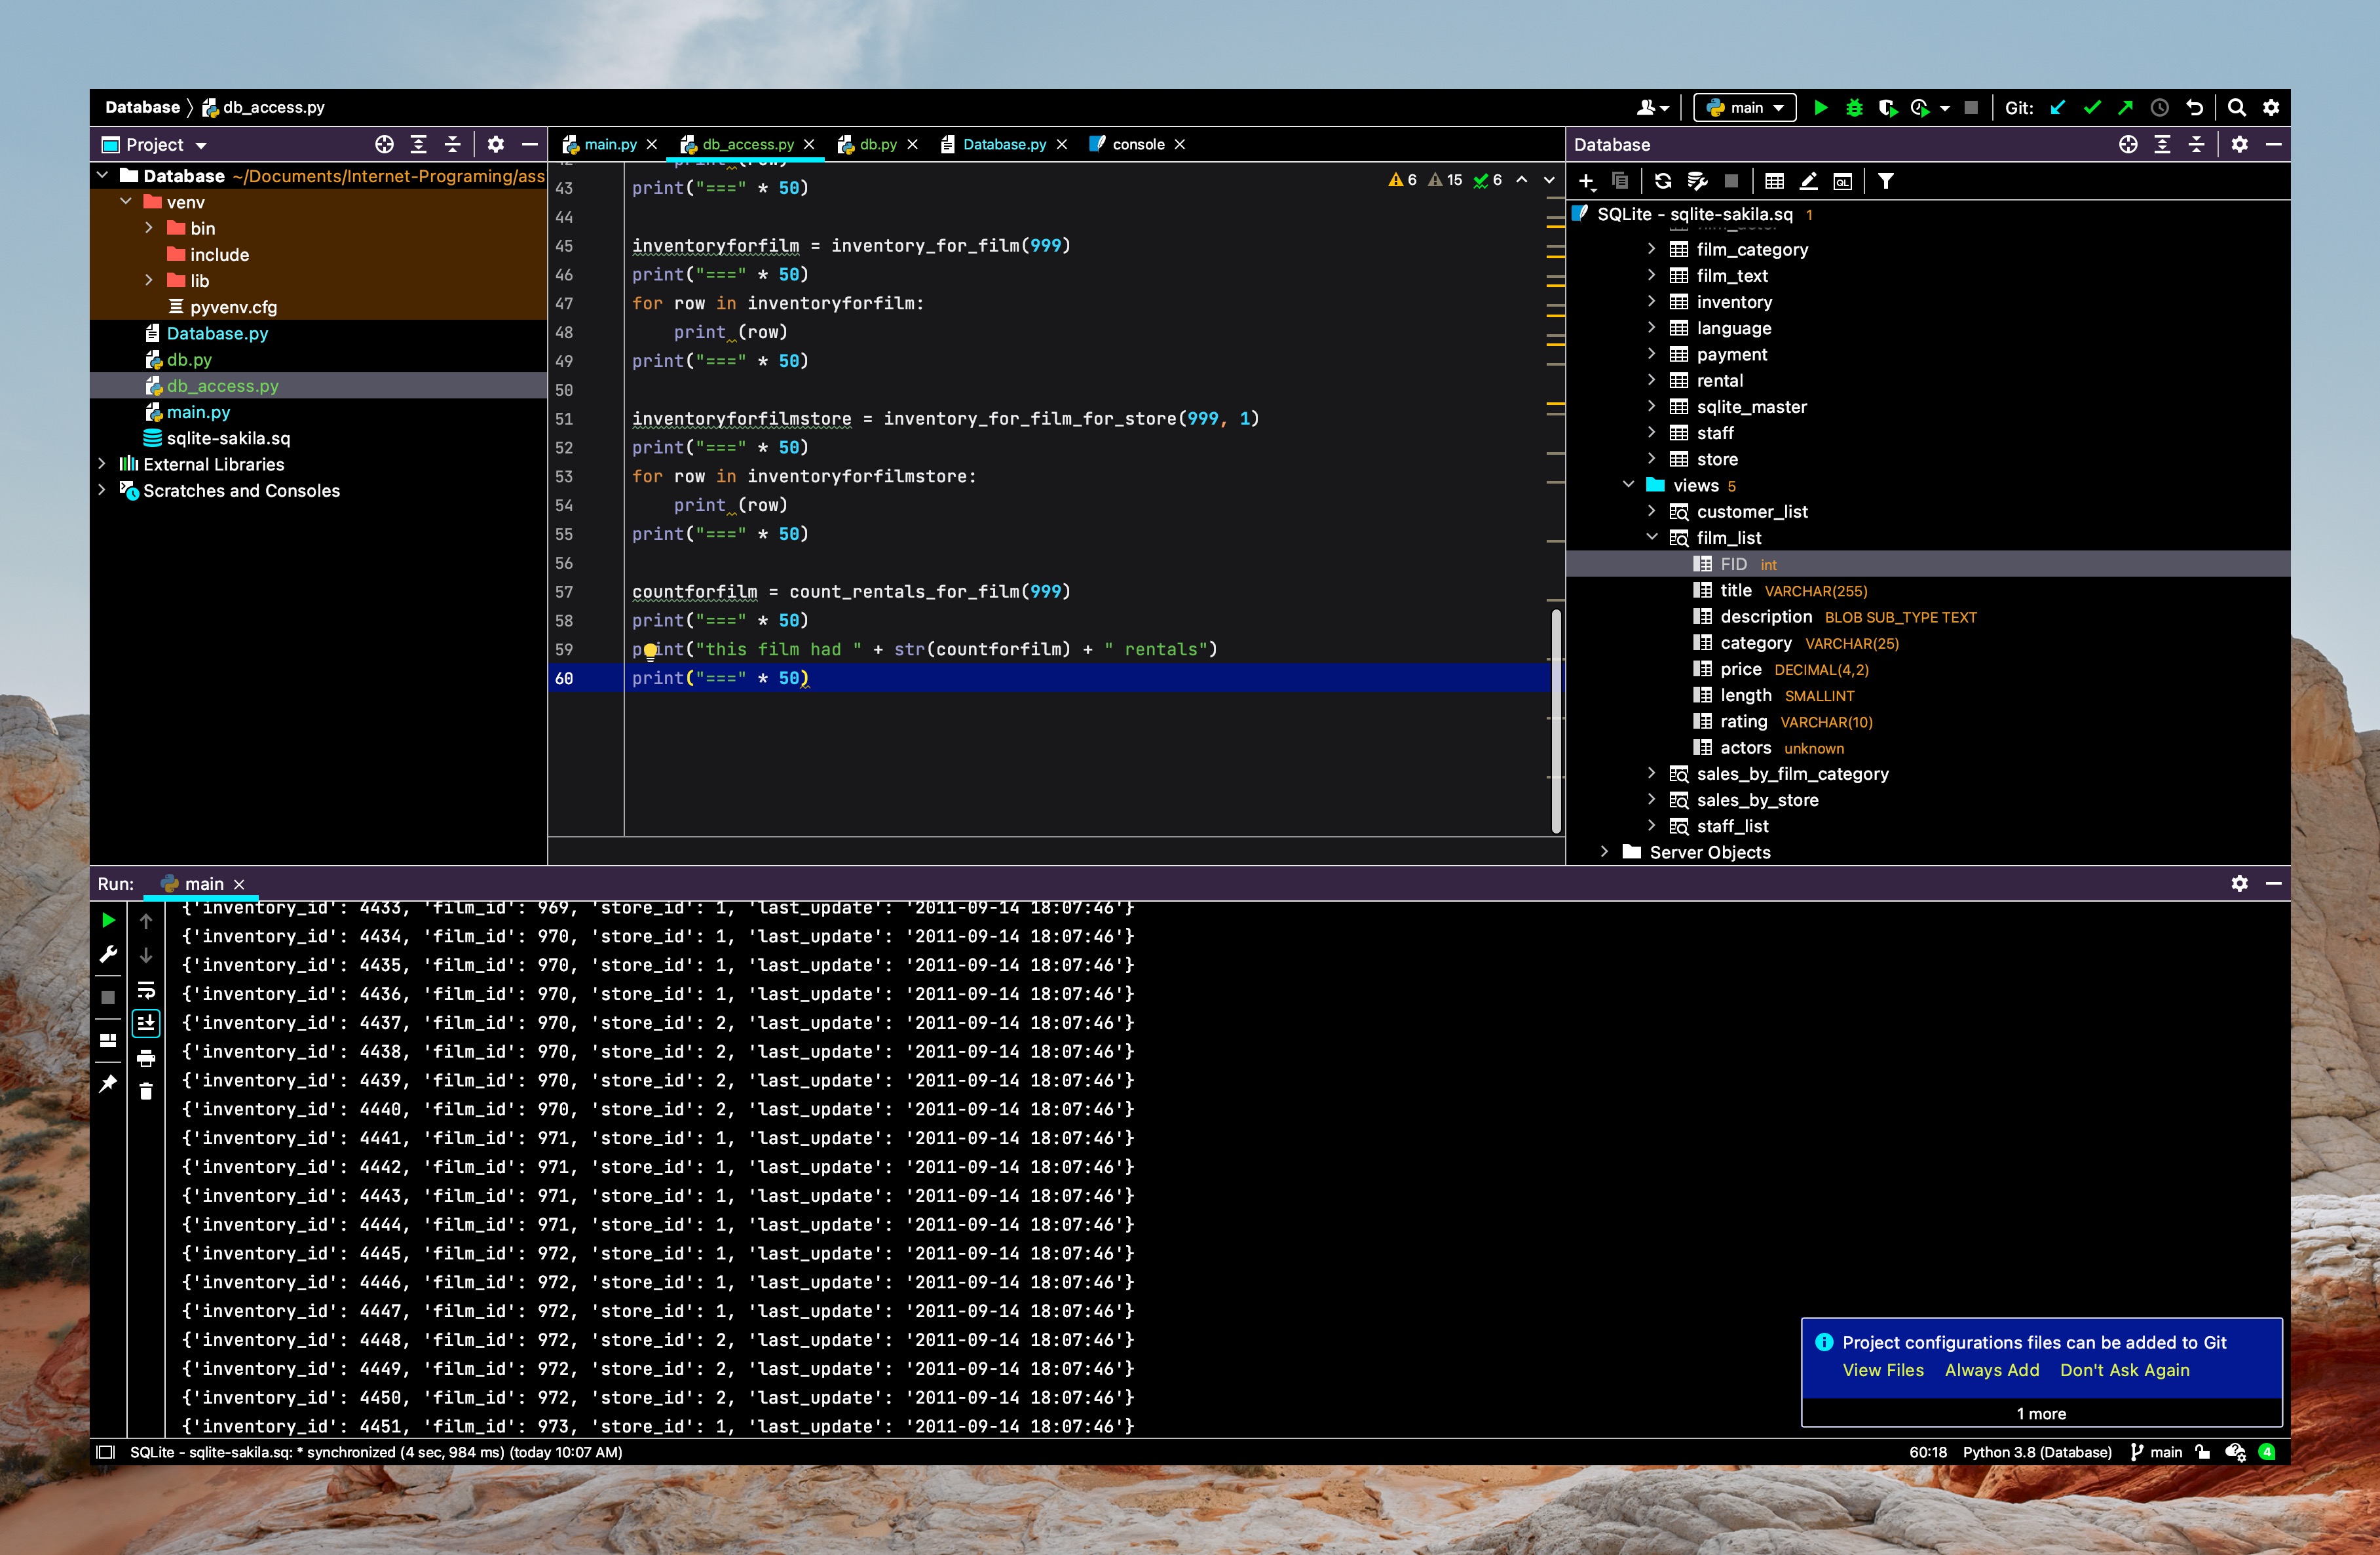 Database 〉 db_access.py
main
Git:
Project
main.py
db_access.py
db.py
Database.py
console
Database
Database ~/Documents/Internet-Programing/ass
venv
bin
include
lib
pyvenv.cfg
Database.py
db.py
db_access.py
main.py
sqlite-sakila.sq
External Libraries
Scratches and Consoles
6 15 6
43 print("===" * 50)
44
45 inventoryforfilm = inventory_for_film(999)
46 print("===" * 50)
47 for row in inventoryforfilm:
48 print (row)
49 print("===" * 50)
50
51 inventoryforfilmstore = inventory_for_film_for_store(999, 1)
52 print("===" * 50)
53 for row in inventoryforfilmstore:
54 print (row)
55 print("===" * 50)
56
57 countforfilm = count_rentals_for_film(999)
58 print("===" * 50)
59 print("this film had " + str(countforfilm) + " rentals")
60 print("===" * 50)
SQLite - sqlite-sakila.sq 1
film_actor
film_category
film_text
inventory
language
payment
rental
sqlite_master
staff
store
views 5
customer_list
film_list
FID int
title VARCHAR(255)
description BLOB SUB_TYPE TEXT
category VARCHAR(25)
price DECIMAL(4,2)
length SMALLINT
rating VARCHAR(10)
actors unknown
sales_by_film_category
sales_by_store
staff_list
Server Objects
Run: main
{'inventory_id': 4433, 'film_id': 969, 'store_id': 1, 'last_update': '2011-09-14 18:07:46'}
{'inventory_id': 4434, 'film_id': 970, 'store_id': 1, 'last_update': '2011-09-14 18:07:46'}
{'inventory_id': 4435, 'film_id': 970, 'store_id': 1, 'last_update': '2011-09-14 18:07:46'}
{'inventory_id': 4436, 'film_id': 970, 'store_id': 1, 'last_update': '2011-09-14 18:07:46'}
{'inventory_id': 4437, 'film_id': 970, 'store_id': 2, 'last_update': '2011-09-14 18:07:46'}
{'inventory_id': 4438, 'film_id': 970, 'store_id': 2, 'last_update': '2011-09-14 18:07:46'}
{'inventory_id': 4439, 'film_id': 970, 'store_id': 2, 'last_update': '2011-09-14 18:07:46'}
{'inventory_id': 4440, 'film_id': 970, 'store_id': 2, 'last_update': '2011-09-14 18:07:46'}
{'inventory_id': 4441, 'film_id': 971, 'store_id': 1, 'last_update': '2011-09-14 18:07:46'}
{'inventory_id': 4442, 'film_id': 971, 'store_id': 1, 'last_update': '2011-09-14 18:07:46'}
{'inventory_id': 4443, 'film_id': 971, 'store_id': 1, 'last_update': '2011-09-14 18:07:46'}
{'inventory_id': 4444, 'film_id': 971, 'store_id': 1, 'last_update': '2011-09-14 18:07:46'}
{'inventory_id': 4445, 'film_id': 972, 'store_id': 1, 'last_update': '2011-09-14 18:07:46'}
{'inventory_id': 4446, 'film_id': 972, 'store_id': 1, 'last_update': '2011-09-14 18:07:46'}
{'inventory_id': 4447, 'film_id': 972, 'store_id': 1, 'last_update': '2011-09-14 18:07:46'}
{'inventory_id': 4448, 'film_id': 972, 'store_id': 2, 'last_update': '2011-09-14 18:07:46'}
{'inventory_id': 4449, 'film_id': 972, 'store_id': 2, 'last_update': '2011-09-14 18:07:46'}
{'inventory_id': 4450, 'film_id': 972, 'store_id': 2, 'last_update': '2011-09-14 18:07:46'}
{'inventory_id': 4451, 'film_id': 973, 'store_id': 1, 'last_update': '2011-09-14 18:07:46'}
Project configurations files can be added to Git
View Files Always Add Don't Ask Again
1 more
SQLite - sqlite-sakila.sq: * synchronized (4 sec, 984 ms) (today 10:07 AM)
60:18 Python 3.8 (Database) main 4